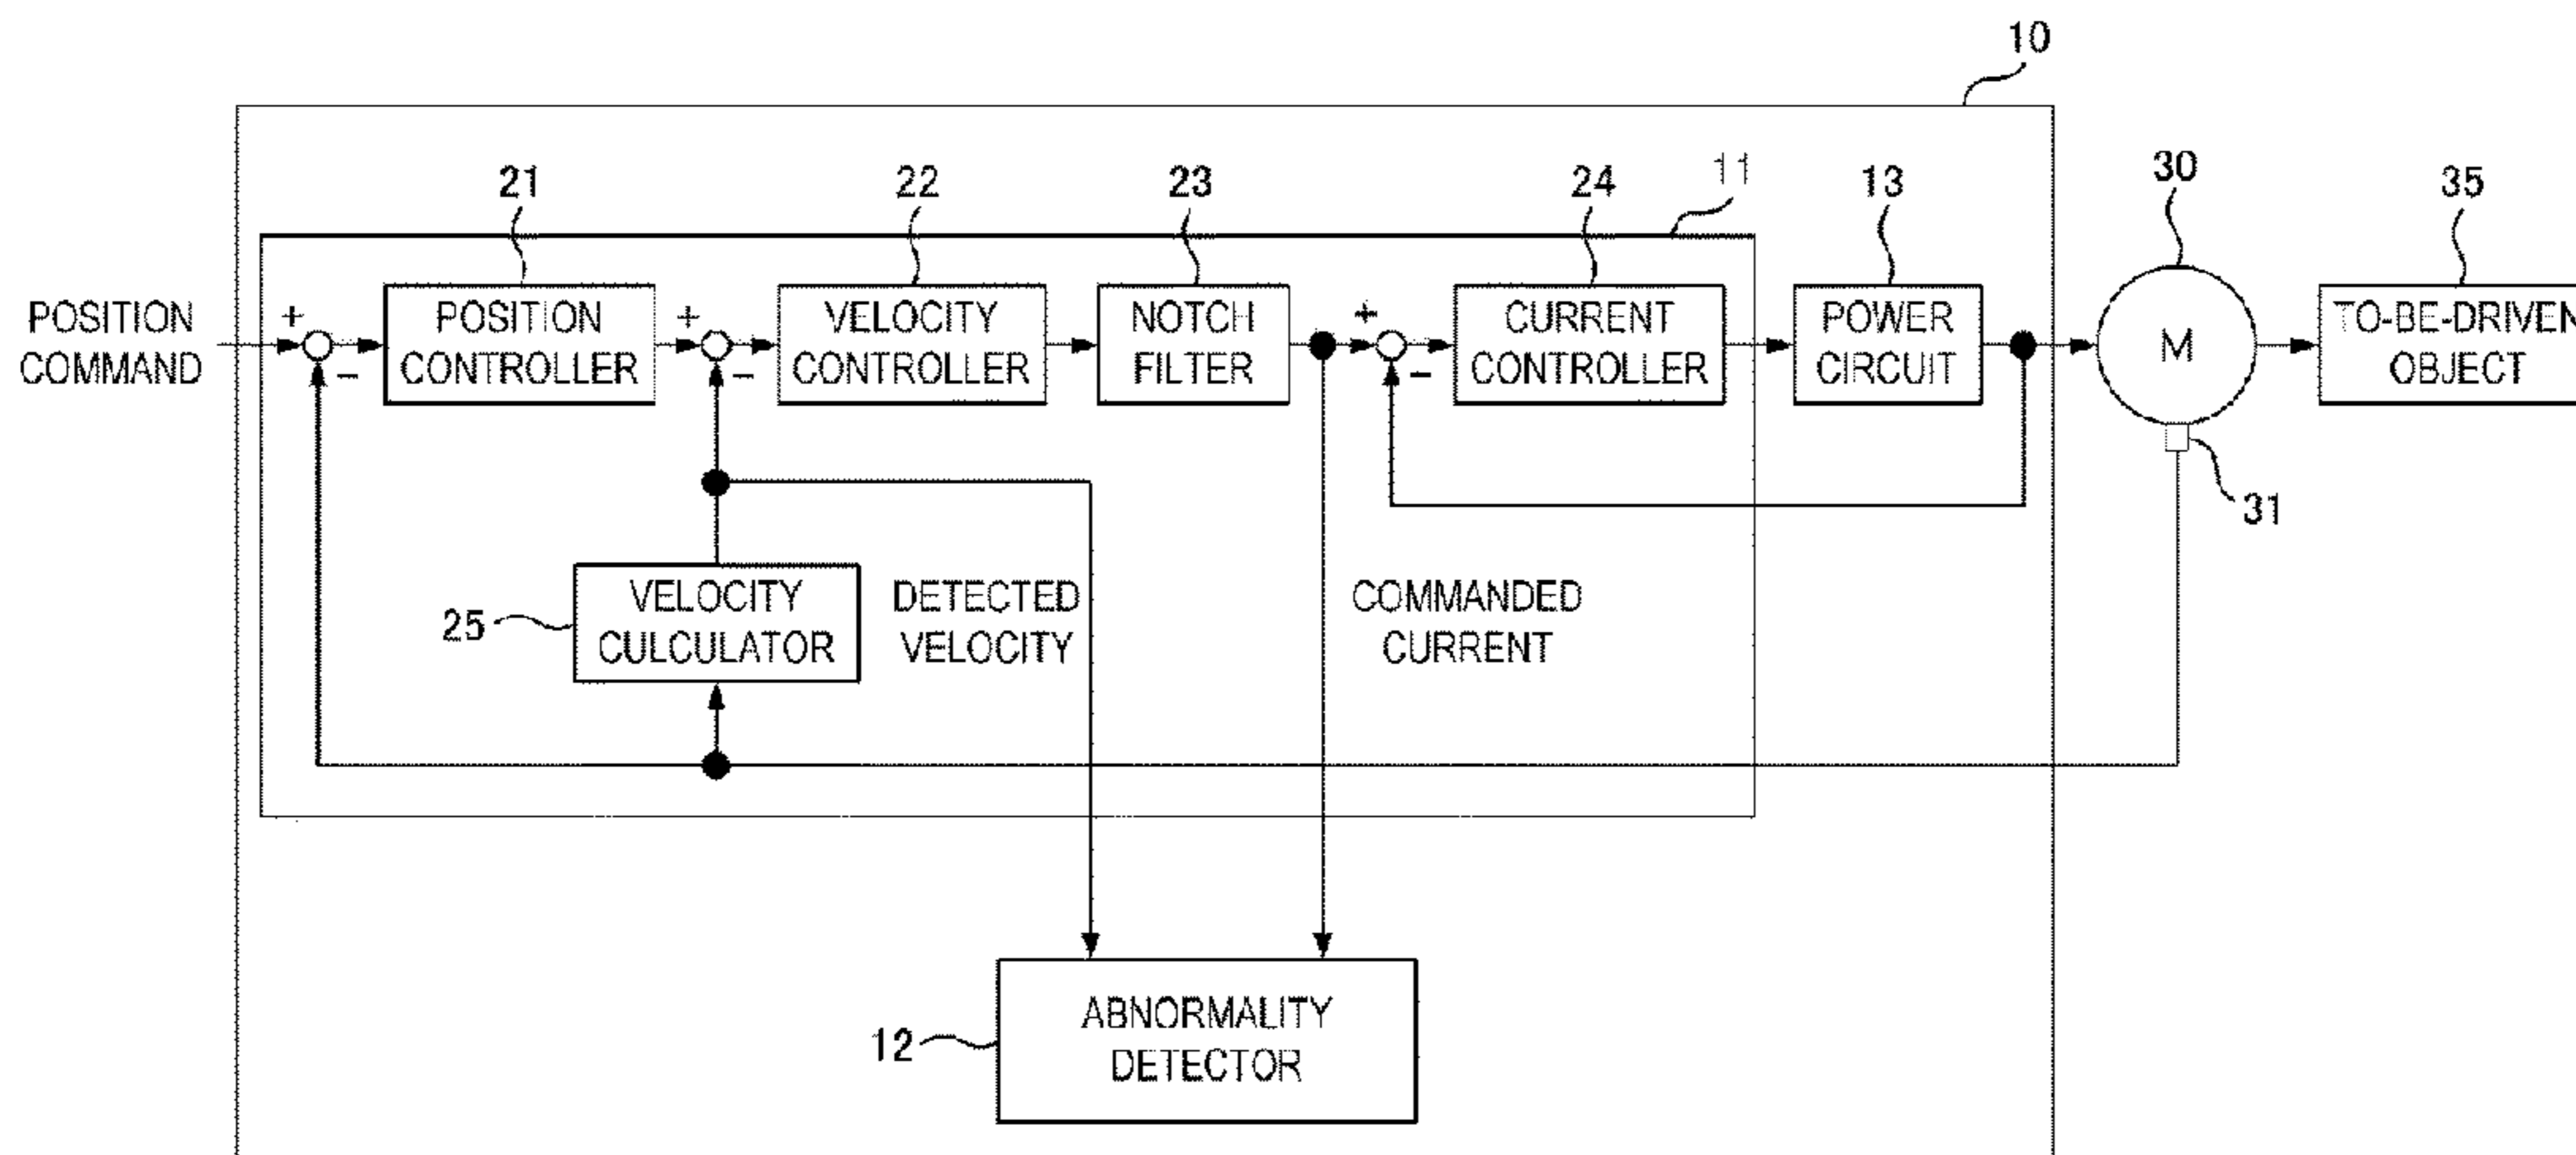 10
21
22
23
24
11
13
30
35
POSITION
COMMAND
+
−
POSITION
CONTROLLER
+
−
VELOCITY
CONTROLLER
NOTCH
FILTER
+
−
CURRENT
CONTROLLER
POWER
CIRCUIT
M
TO-BE-DRIVEN
OBJECT
31
25
VELOCITY
CULCULATOR
DETECTED
VELOCITY
COMMANDED
CURRENT
12
ABNORMALITY
DETECTOR